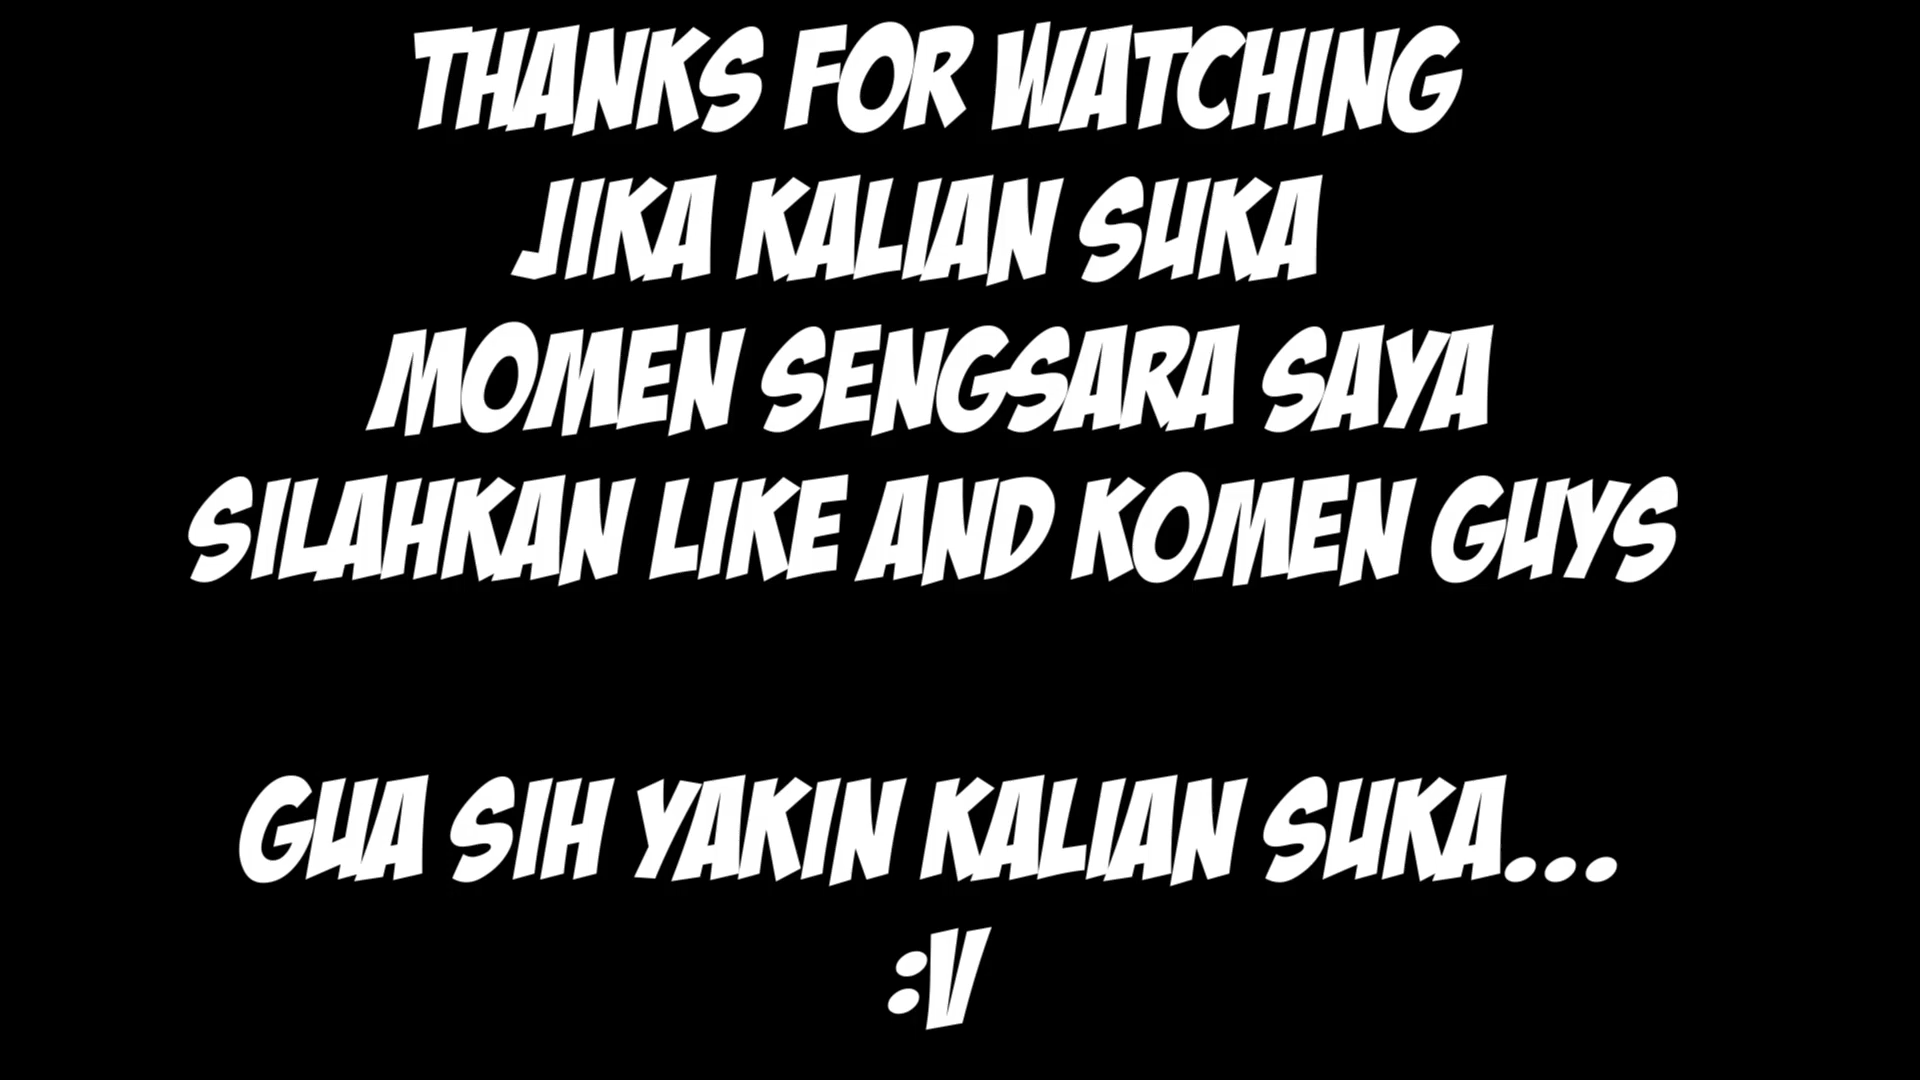 THANKS FOR WATCHING
JIKA KALIAN SUKA
MOMEN SENGSARA SAYA
SILAHKAN LIKE AND KOMEN GUYS
GUA SIH YAKIN KALIAN SUKA...
:V